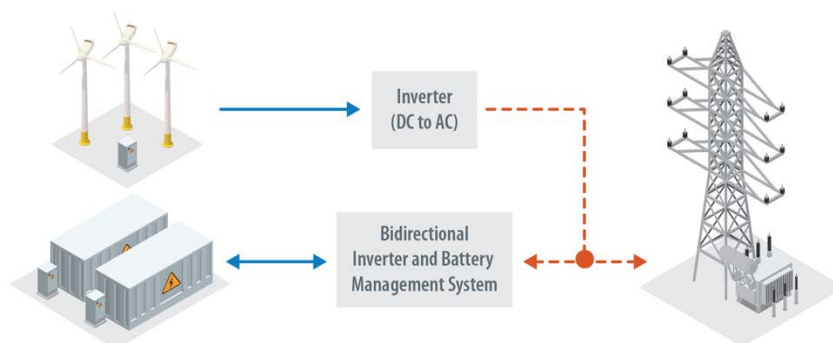 Inverter
(DC to AC)
Bidirectional
Inverter and Battery
Management System